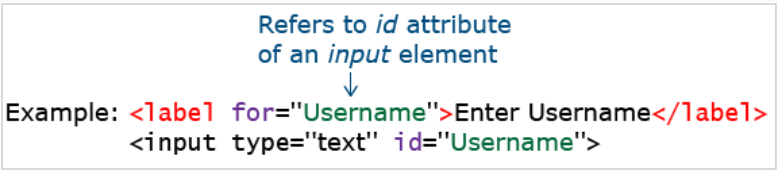 Refers to id attribute
of an input element
Example: <label for="Username">Enter Username</label>
<input type="text" id="Username">